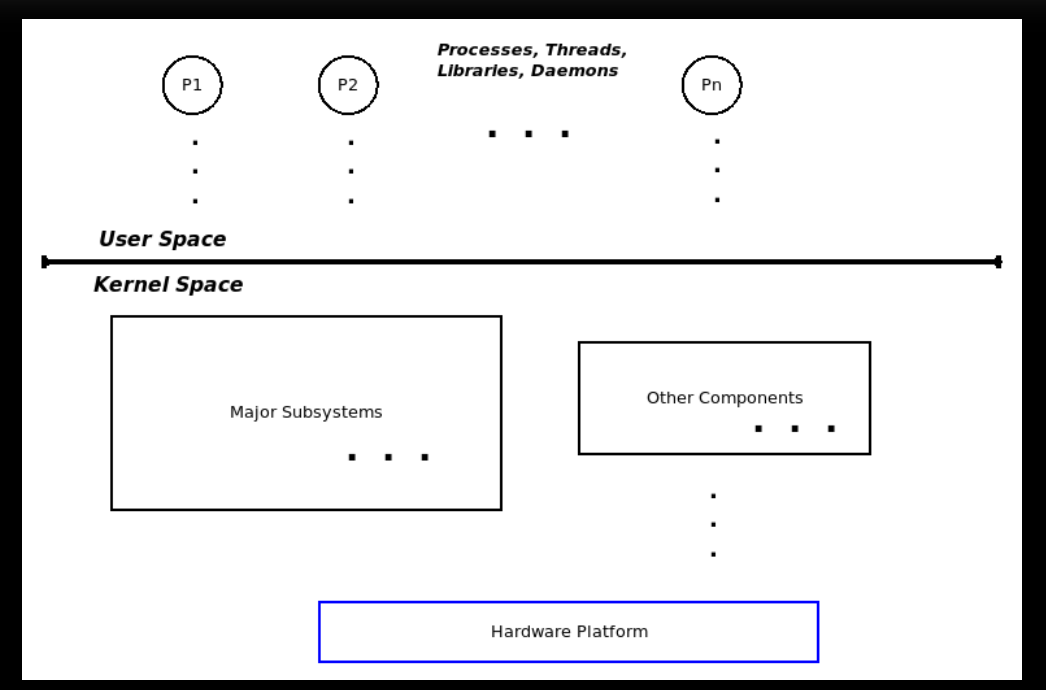 Processes, Threads,
Libraries, Daemons
P1
P2
Pn
. . .
User Space
Kernel Space
Major Subsystems
. . .
Other Components
. . .
Hardware Platform